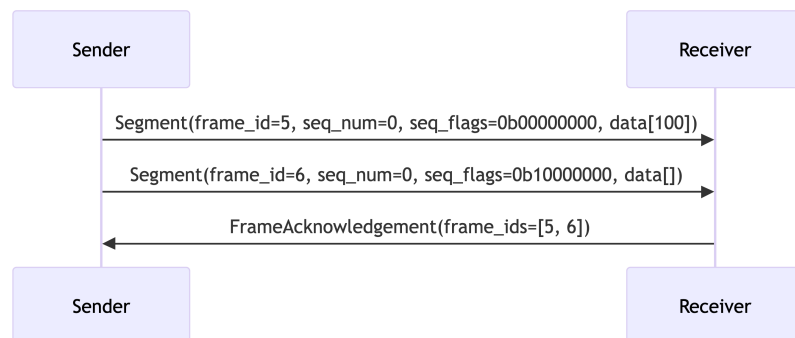 Sender
Receiver
Segment(frame_id=5, seq_num=0, seq_flags=0b00000000, data[100])
Segment(frame_id=6, seq_num=0, seq_flags=0b10000000, data[])
FrameAcknowledgement(frame_ids=[5, 6])
Sender
Receiver